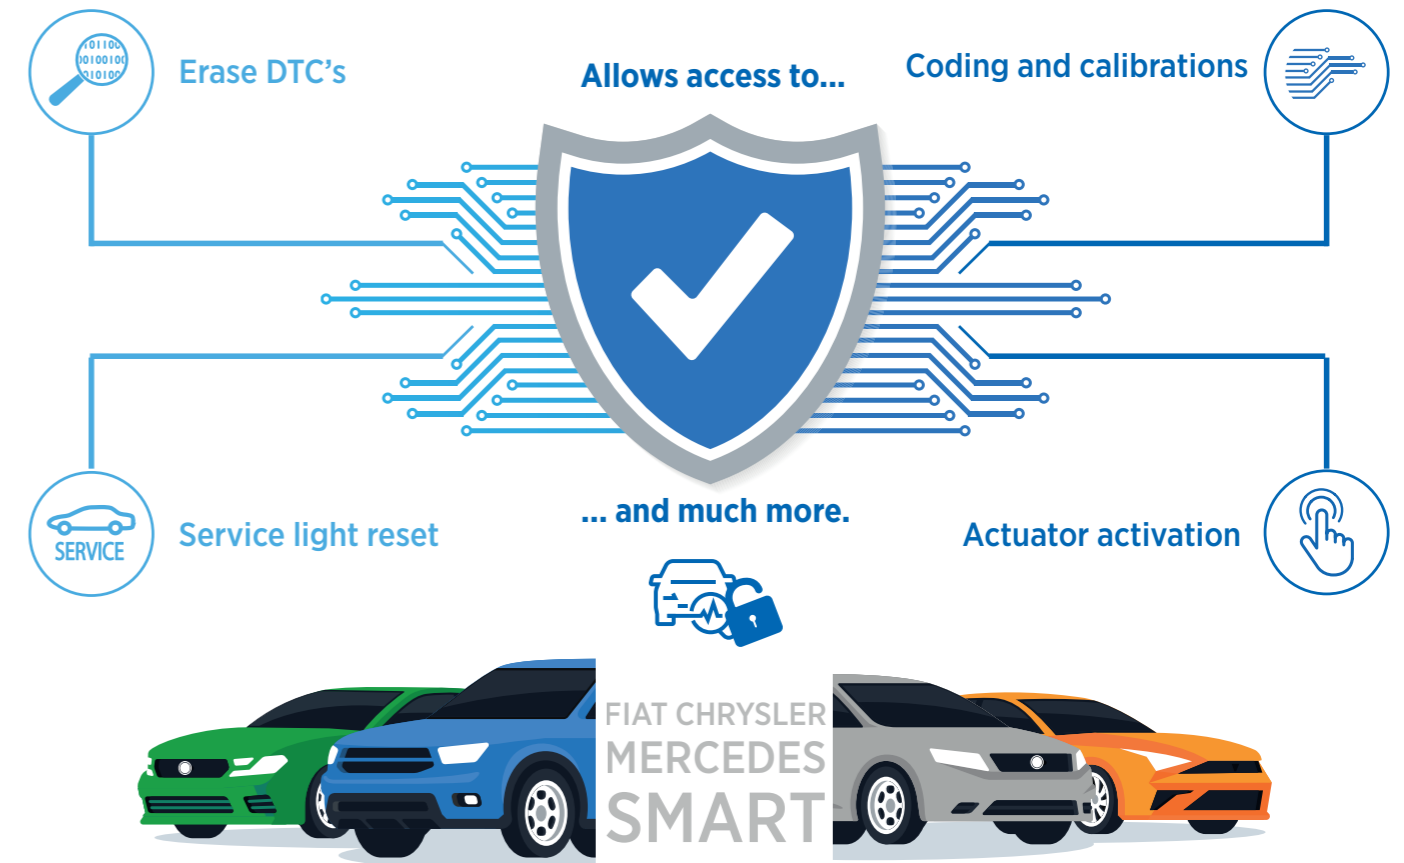 Erase DTC's
Allows access to...
Coding and calibrations
SERVICE
Service light reset
... and much more.
Actuator activation
FIAT CHRYSLER
MERCEDES
SMART